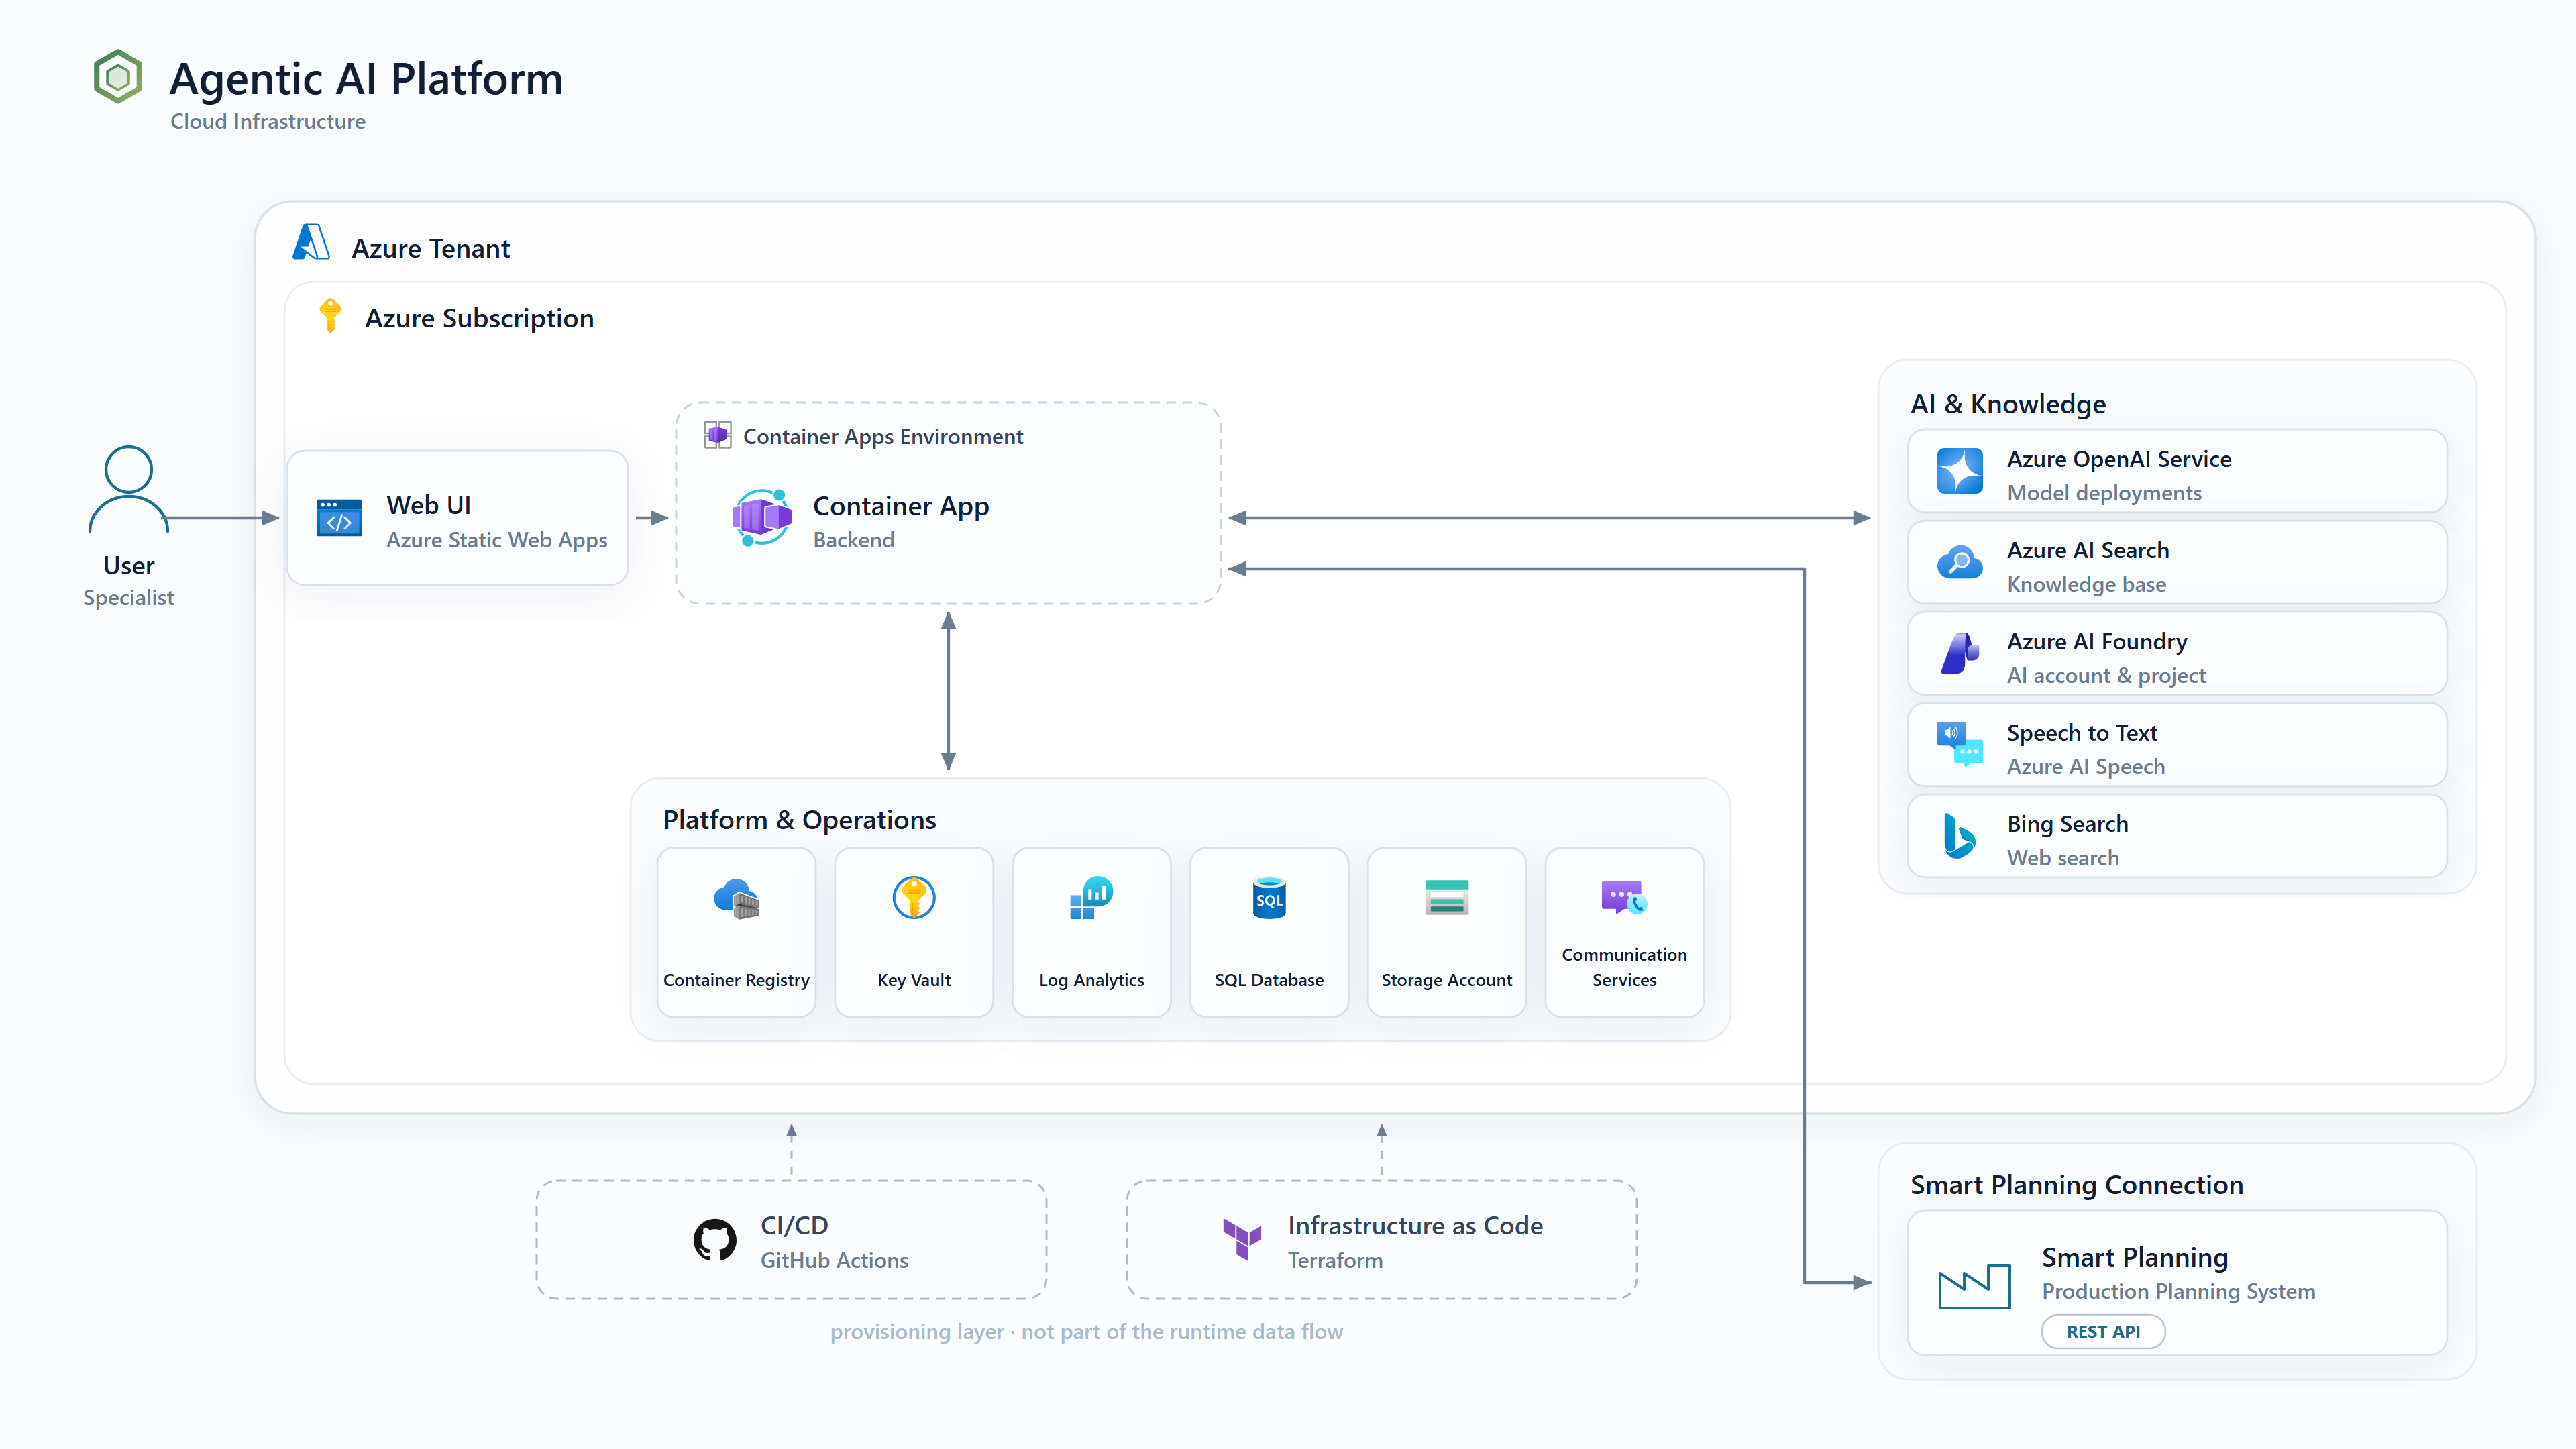 Agentic AI Platform
Cloud Infrastructure
Azure Tenant
Azure Subscription
User
Specialist
Web UI
Azure Static Web Apps
</>
Container Apps Environment
Container App
Backend
AI & Knowledge
Azure OpenAI Service
Model deployments
Azure AI Search
Knowledge base
Azure AI Foundry
AI account & project
Speech to Text
Azure AI Speech
Bing Search
Web search
Platform & Operations
Container Registry
Key Vault
Log Analytics
SQL
SQL Database
Storage Account
Communication
Services
CI/CD
GitHub Actions
Infrastructure as Code
Terraform
provisioning layer · not part of the runtime data flow
Smart Planning Connection
Smart Planning
Production Planning System
REST API